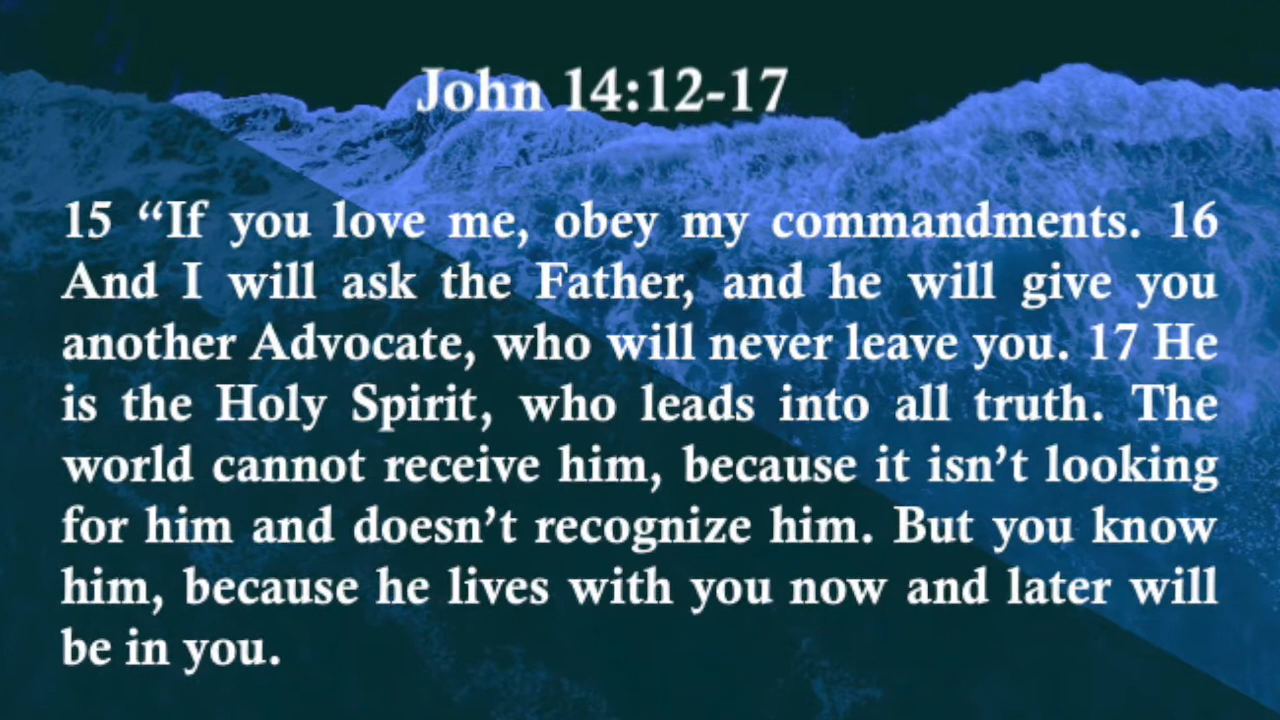 John 14:12-17
15 “If you love me, obey my commandments. 16
And I will ask the Father, and he will give you
another Advocate, who will never leave you. 17 He
is the Holy Spirit, who leads into all truth. The
world cannot receive him, because it isn’t looking
for him and doesn’t recognize him. But you know
him, because he lives with you now and later will
be in you.